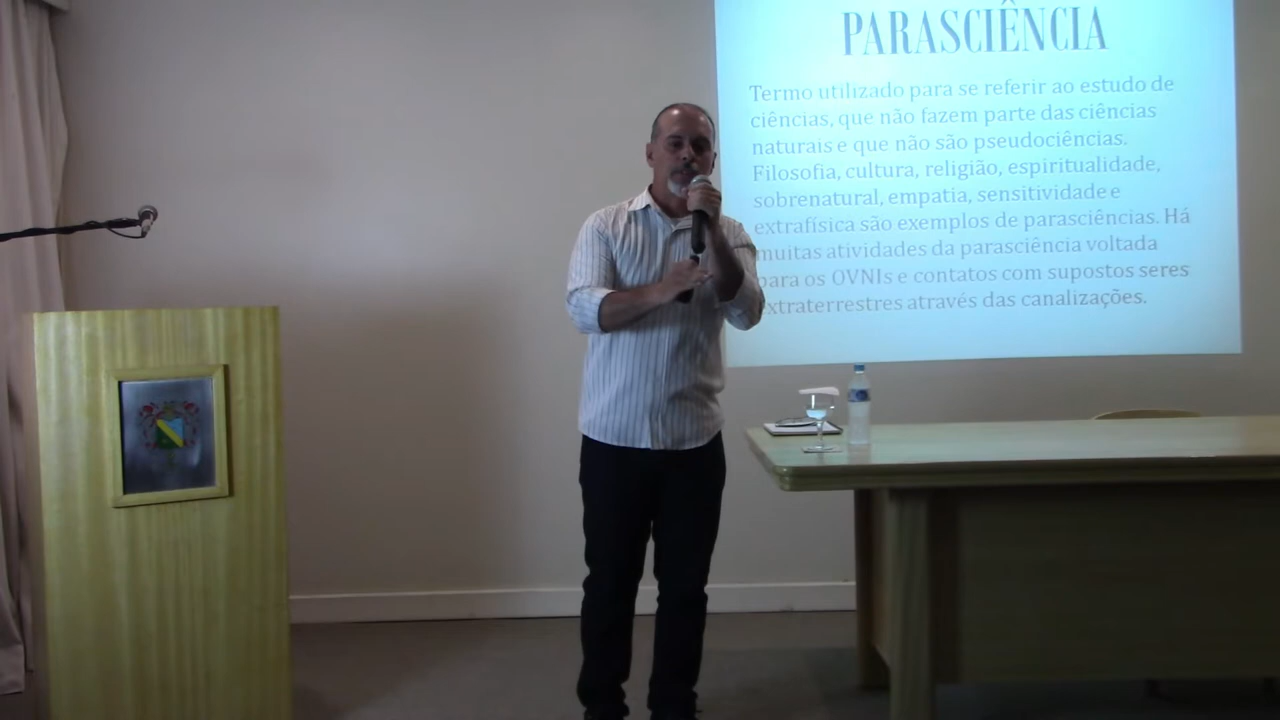 PARASCIÊNCIA
Termo utilizado para se referir ao estudo de
ciências, que não fazem parte das ciências
naturais e que não são pseudociências.
Filosofia, cultura, religião, espiritualidade,
sobrenatural, empatia, sensitividade e
extrafísica são exemplos de parasciências. Há
muitas atividades da parasciência voltada
para os OVNIs e contatos com supostos seres
extraterrestres através das canalizações.